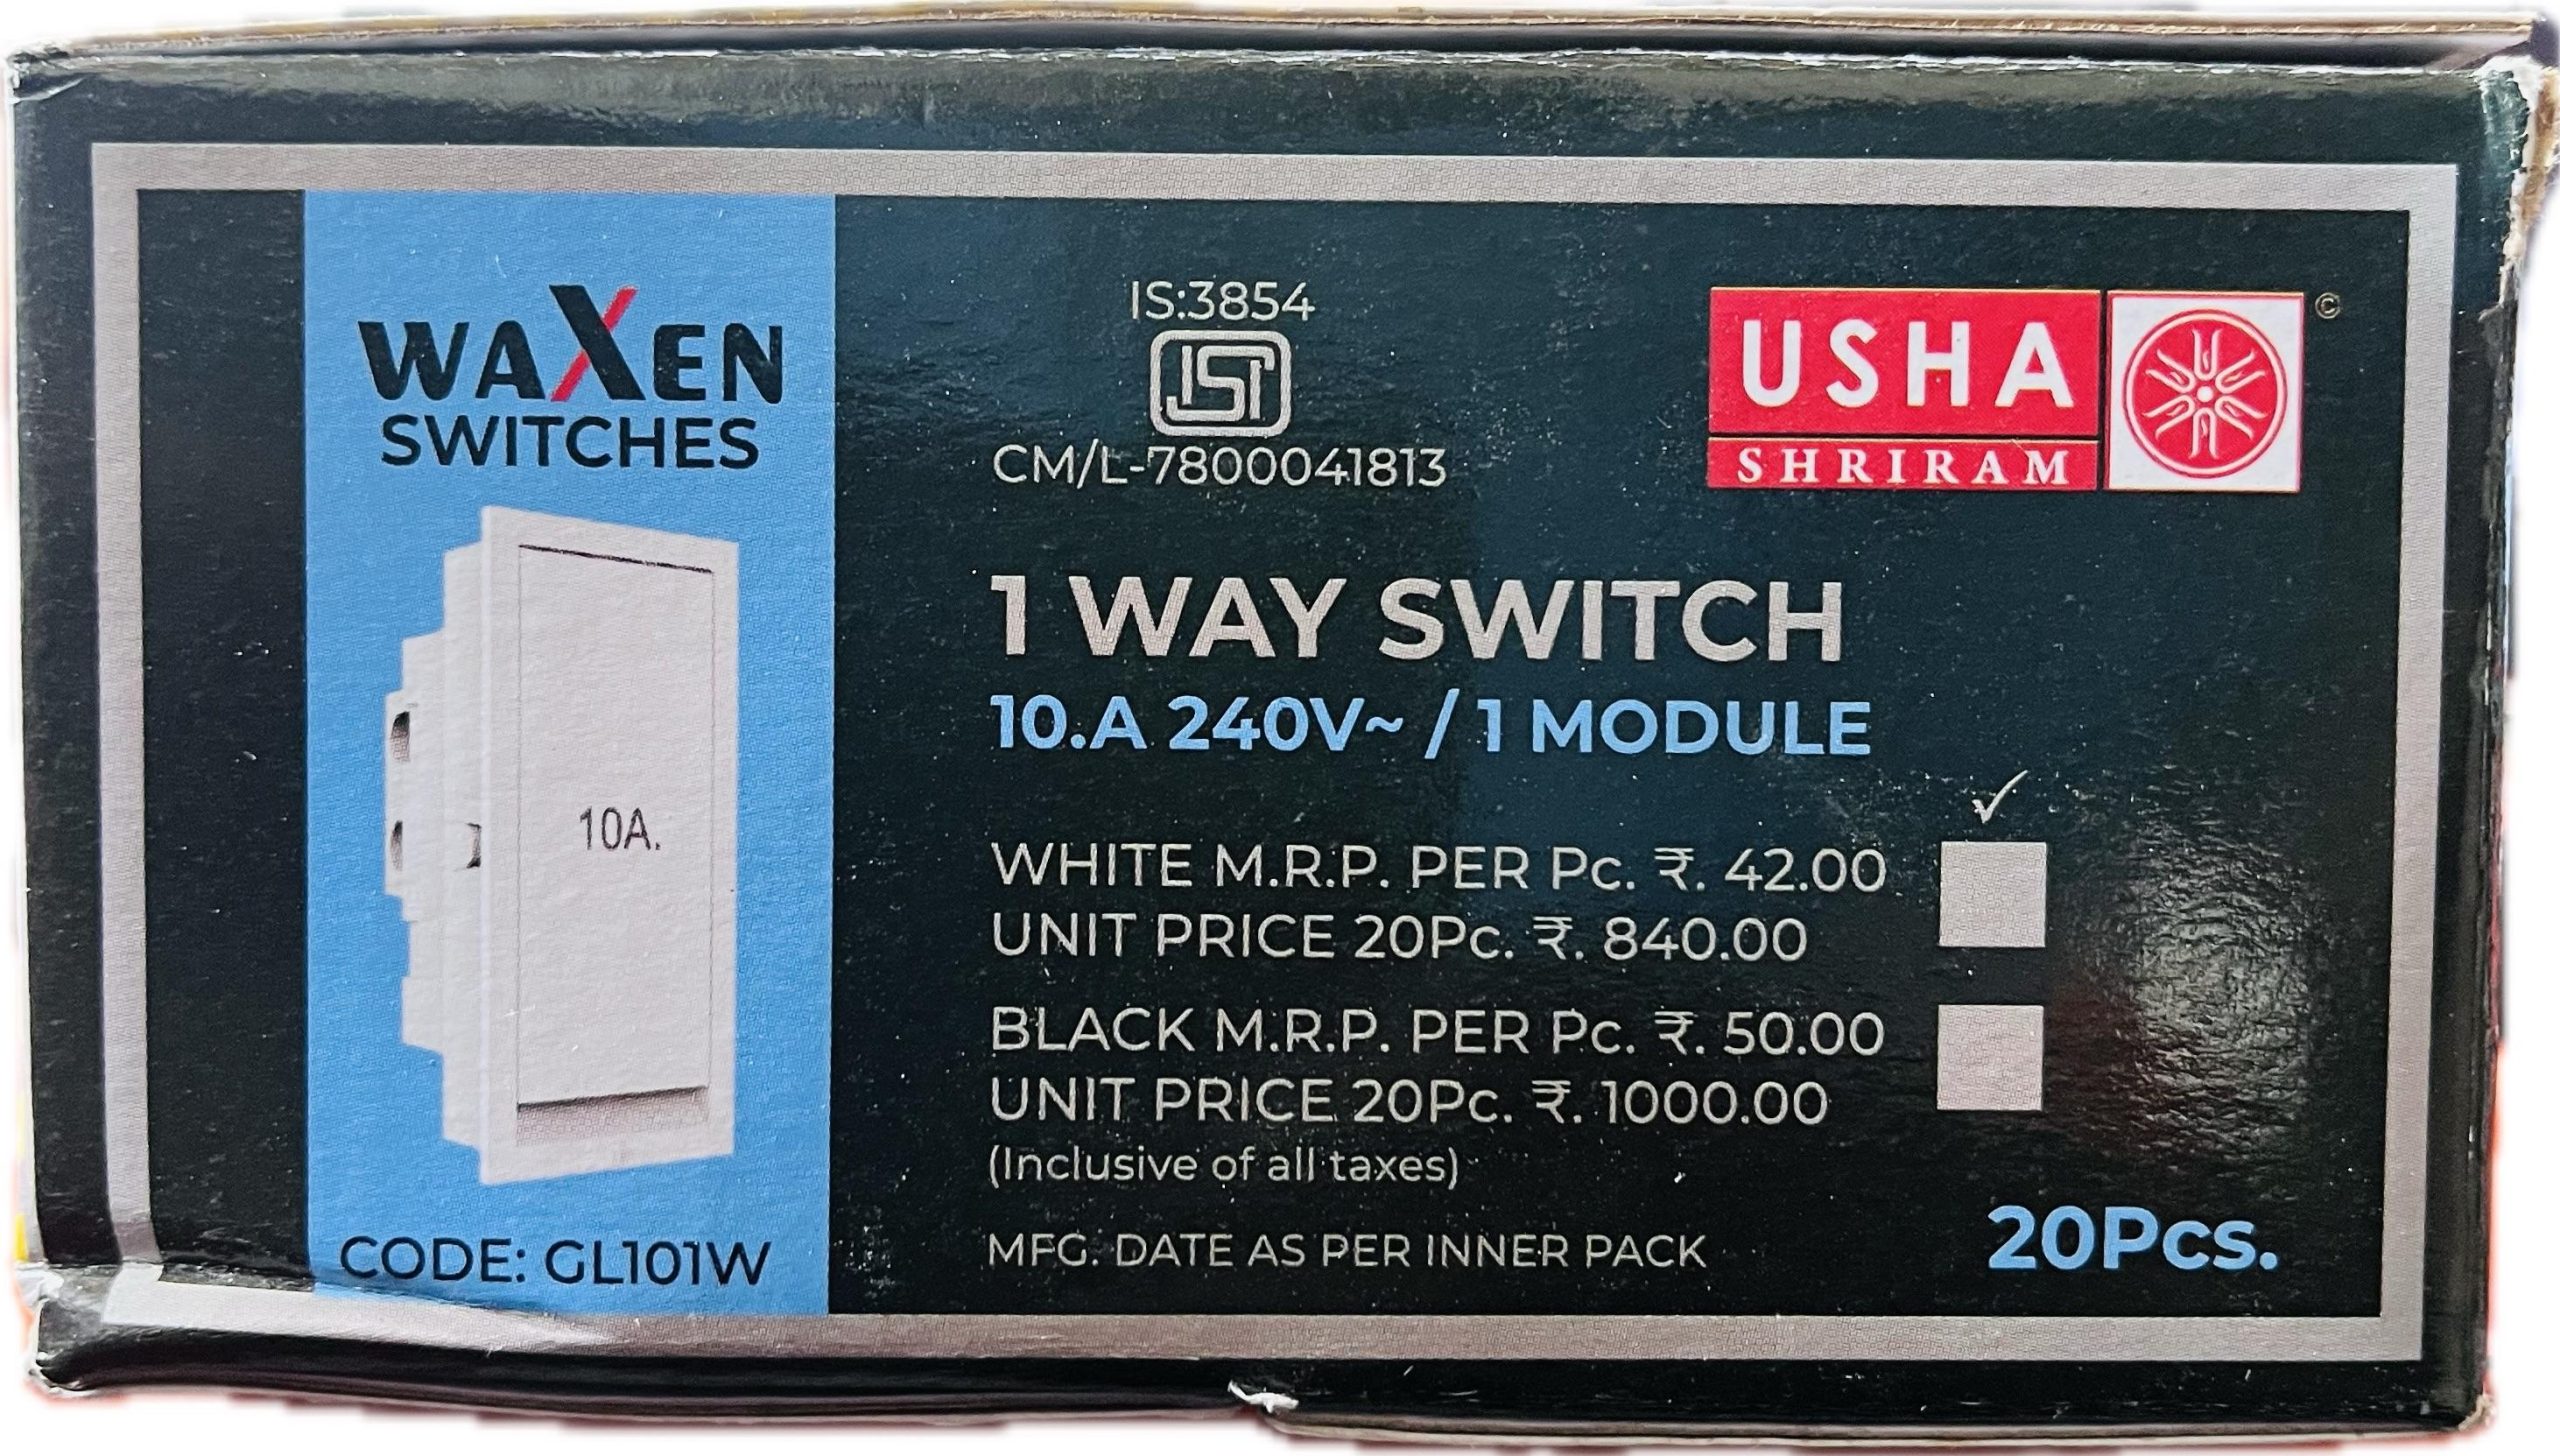 WAXEN
SWITCHES
10A.
CODE: GL101W
IS:3854
ISI
CM/L-7800041813
USHA
SHRIRAM
©
1 WAY SWITCH
10.A 240V~ / 1 MODULE
WHITE M.R.P. PER Pc. ₹. 42.00
UNIT PRICE 20Pc. ₹. 840.00
BLACK M.R.P. PER Pc. ₹. 50.00
UNIT PRICE 20Pc. ₹. 1000.00
(Inclusive of all taxes)
MFG. DATE AS PER INNER PACK
20Pcs.